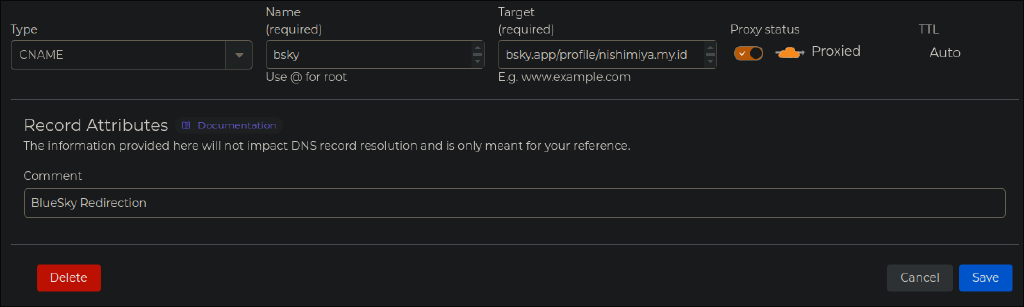 Type
Name
(required)
Target
(required)
Proxy status
TTL
CNAME
bsky
bsky.app/profile/nishimiya.my.id
Proxied
Auto
Use @ for root
E.g. www.example.com
Record Attributes
Documentation
The information provided here will not impact DNS record resolution and is only meant for your reference.
Comment
BlueSky Redirection
Delete
Cancel
Save